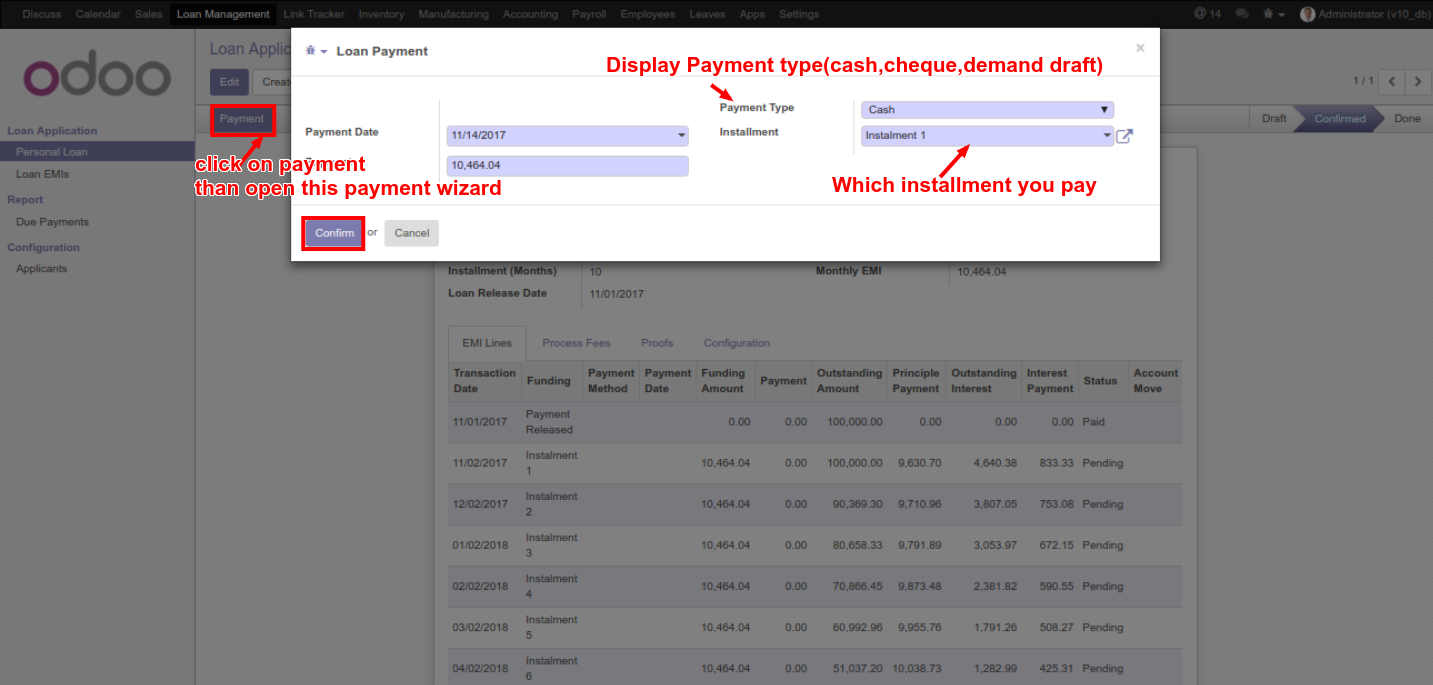 Discuss Calendar Sales Loan Management Link Tracker Inventory Manufacturing Accounting Payroll Employees Leaves Apps Settings @ 14 Administrator (v10_db)
odoo
Loan Applic
Edit Creat
1 / 1
Payment
Draft Confirmed Done
Loan Application
Personal Loan
Loan EMIs
Report
Due Payments
Configuration
Applicants
Loan Payment ×
Display Payment type(cash,cheque,demand draft)
Payment Type Cash
Payment Date 11/14/2017
Installment Instalment 1
10,464.04
click on payment
than open this payment wizard
Which installment you pay
Confirm or Cancel
Installment (Months) 10 Monthly EMI 10,464.04
Loan Release Date 11/01/2017
EMI Lines Process Fees Proofs Configuration
Transaction Date Funding Payment Method Payment Date Funding Amount Payment Outstanding Amount Principle Payment Outstanding Interest Interest Payment Status Account Move
11/01/2017 Payment Released 0.00 0.00 100,000.00 0.00 0.00 0.00 Paid
11/02/2017 Instalment 1 10,464.04 0.00 100,000.00 9,630.70 4,640.38 833.33 Pending
12/02/2017 Instalment 2 10,464.04 0.00 90,369.30 9,710.96 3,807.05 753.08 Pending
01/02/2018 Instalment 3 10,464.04 0.00 80,658.33 9,791.89 3,053.97 672.15 Pending
02/02/2018 Instalment 4 10,464.04 0.00 70,866.45 9,873.48 2,381.82 590.55 Pending
03/02/2018 Instalment 5 10,464.04 0.00 60,992.96 9,955.76 1,791.26 508.27 Pending
04/02/2018 Instalment 6 10,464.04 0.00 51,037.20 10,038.73 1,282.99 425.31 Pending